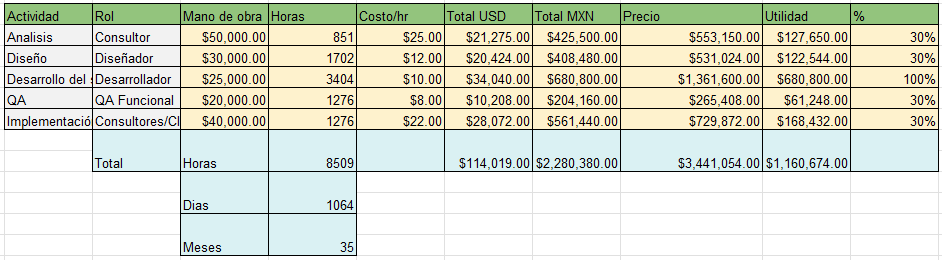 Actividad Rol Mano de obra Horas Costo/hr Total USD Total MXN Precio Utilidad %
Analisis Consultor $50,000.00 851 $25.00 $21,275.00 $425,500.00 $553,150.00 $127,650.00 30%
Diseño Diseñador $30,000.00 1702 $12.00 $20,424.00 $408,480.00 $531,024.00 $122,544.00 30%
Desarrollo del s Desarrollador $25,000.00 3404 $10.00 $34,040.00 $680,800.00 $1,361,600.00 $680,800.00 100%
QA QA Funcional $20,000.00 1276 $8.00 $10,208.00 $204,160.00 $265,408.00 $61,248.00 30%
Implementació Consultores/Cl $40,000.00 1276 $22.00 $28,072.00 $561,440.00 $729,872.00 $168,432.00 30%
Total Horas 8509 $114,019.00 $2,280,380.00 $3,441,054.00 $1,160,674.00
Dias 1064
Meses 35